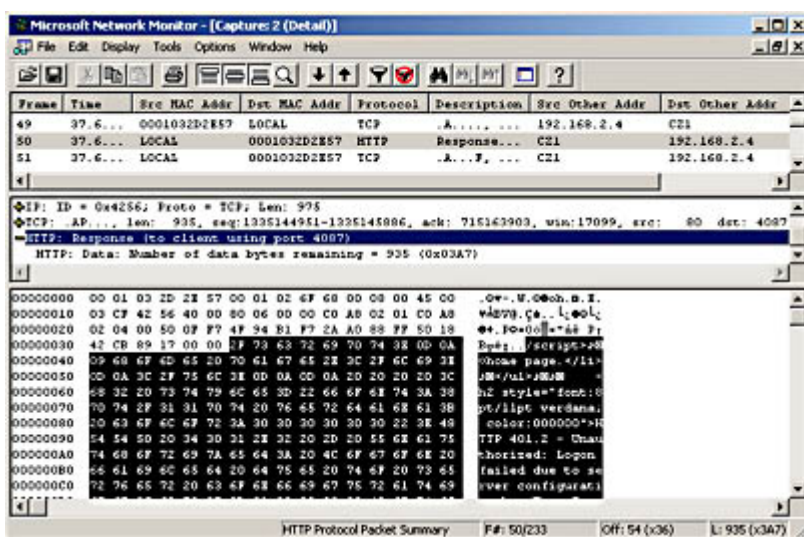 Microsoft Network Monitor - [Capture: 2 (Detail)]
File Edit Display Tools Options Window Help
Frame Time Src MAC Addr Dst MAC Addr Protocol Description Src Other Addr Dst Other Addr
49 37.6... 0001032D2E57 LOCAL TCP .A...., ... 192.168.2.4 CZ1
50 37.6... LOCAL 0001032D2E57 HTTP Response... CZ1 192.168.2.4
51 37.6... LOCAL 0001032D2E57 TCP .A...F, ... CZ1 192.168.2.4
IP: ID = 0x4256; Proto = TCP; Len: 975
TCP: .AP..., len: 935, seq:1335144951-1335145886, ack: 715163903, win:17099, src: 80 dst: 4087
HTTP: Response (to client using port 4087)
HTTP: Data: Number of data bytes remaining = 935 (0x03A7)
00000000 00 01 03 2D 2E 57 00 01 02 6F 68 00 08 00 45 00
00000010 03 CF 42 56 40 00 80 06 00 00 C0 A8 02 01 C0 A8
00000020 02 04 00 50 0F F7 4F 94 B1 F7 2A A0 88 FF 50 18
00000030 42 CB 89 17 00 00 2F 73 63 72 69 70 74 3E 0D 0A /script>
00000040 09 68 6F 6D 65 20 70 61 67 65 2E 3C 2F 6C 69 3E home page.</li>
00000050 0D 0A 3C 2F 75 6C 3E 0D 0A 0D 0A 20 20 20 20 3C </ul>
00000060 68 32 20 73 74 79 6C 65 3D 22 66 6F 6E 74 3A 38 h2 style="font:8
00000070 70 74 2F 31 31 70 74 20 76 65 72 64 61 6E 61 3B pt/11pt verdana;
00000080 20 63 6F 6C 6F 72 3A 30 30 30 30 30 30 22 3E 48 color:000000">H
00000090 54 54 50 20 34 30 31 2E 32 20 2D 20 55 6E 61 75 TTP 401.2 - Unau
000000A0 74 68 6F 72 69 7A 65 64 3A 20 4C 6F 67 6F 6E 20 thorized: Logon
000000B0 66 61 69 6C 65 64 20 64 75 65 20 74 6F 20 73 65 failed due to se
000000C0 72 76 65 72 20 63 6F 6E 66 69 67 75 72 61 74 69 rver configurati
HTTP Protocol Packet Summary F#: 50/233 Off: 54 (x36) L: 935 (x3A7)